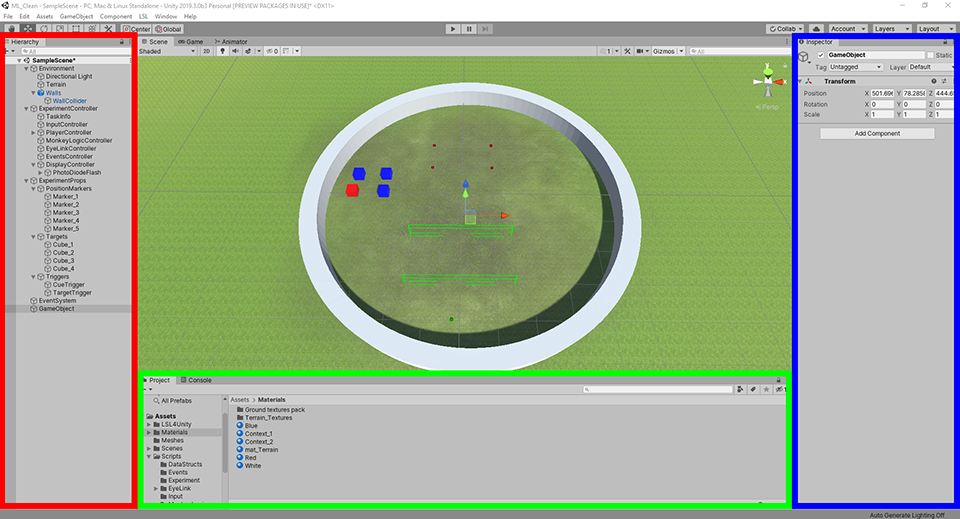 ML_Clean - SampleScene - PC, Mac & Linux Standalone - Unity 2019.3.0b3 Personal [PREVIEW PACKAGES IN USE]* <DX11>
File Edit Assets GameObject Component LSL Window Help
Center Global Collab Account Layers Layout
Hierarchy
All
SampleScene*
Environment
Directional Light
Terrain
Walls
WallCollider
ExperimentController
TaskInfo
InputController
PlayerController
MonkeyLogicController
EyeLinkController
EventsController
DisplayController
PhotoDiodeFlash
ExperimentProps
PositionMarkers
Marker_1
Marker_2
Marker_3
Marker_4
Marker_5
Targets
Cube_1
Cube_2
Cube_3
Cube_4
Triggers
CueTrigger
TargetTrigger
EventSystem
GameObject
Scene Game Animator
Shaded 2D 0 1 Gizmos All
y
Persp
Project Console
All Prefabs
Assets
LSL4Unity
Materials
Meshes
Scenes
Scripts
DataStructs
Events
Experiment
EyeLink
Input
Assets > Materials
Ground textures pack
Terrain_Textures
Blue
Context_1
Context_2
mat_Terrain
Red
White
Inspector
GameObject Static
Tag Untagged Layer Default
Transform
Position X 501.696 Y 78.2858 Z 444.6
Rotation X 0 Y 0 Z 0
Scale X 1 Y 1 Z 1
Add Component
Auto Generate Lighting Off